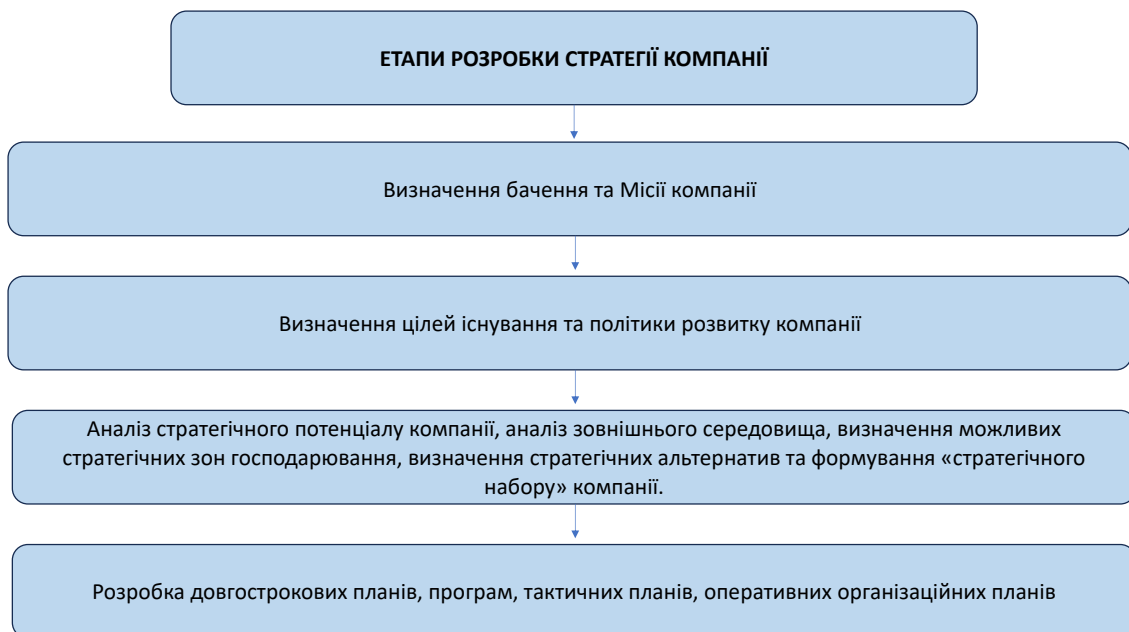 ЕТАПИ РОЗРОБКИ СТРАТЕГІЇ КОМПАНІЇ
Визначення бачення та Місії компанії
Визначення цілей існування та політики розвитку компанії
Аналіз стратегічного потенціалу компанії, аналіз зовнішнього середовища, визначення можливих
стратегічних зон господарювання, визначення стратегічних альтернатив та формування «стратегічного
набору» компанії.
Розробка довгострокових планів, програм, тактичних планів, оперативних організаційних планів